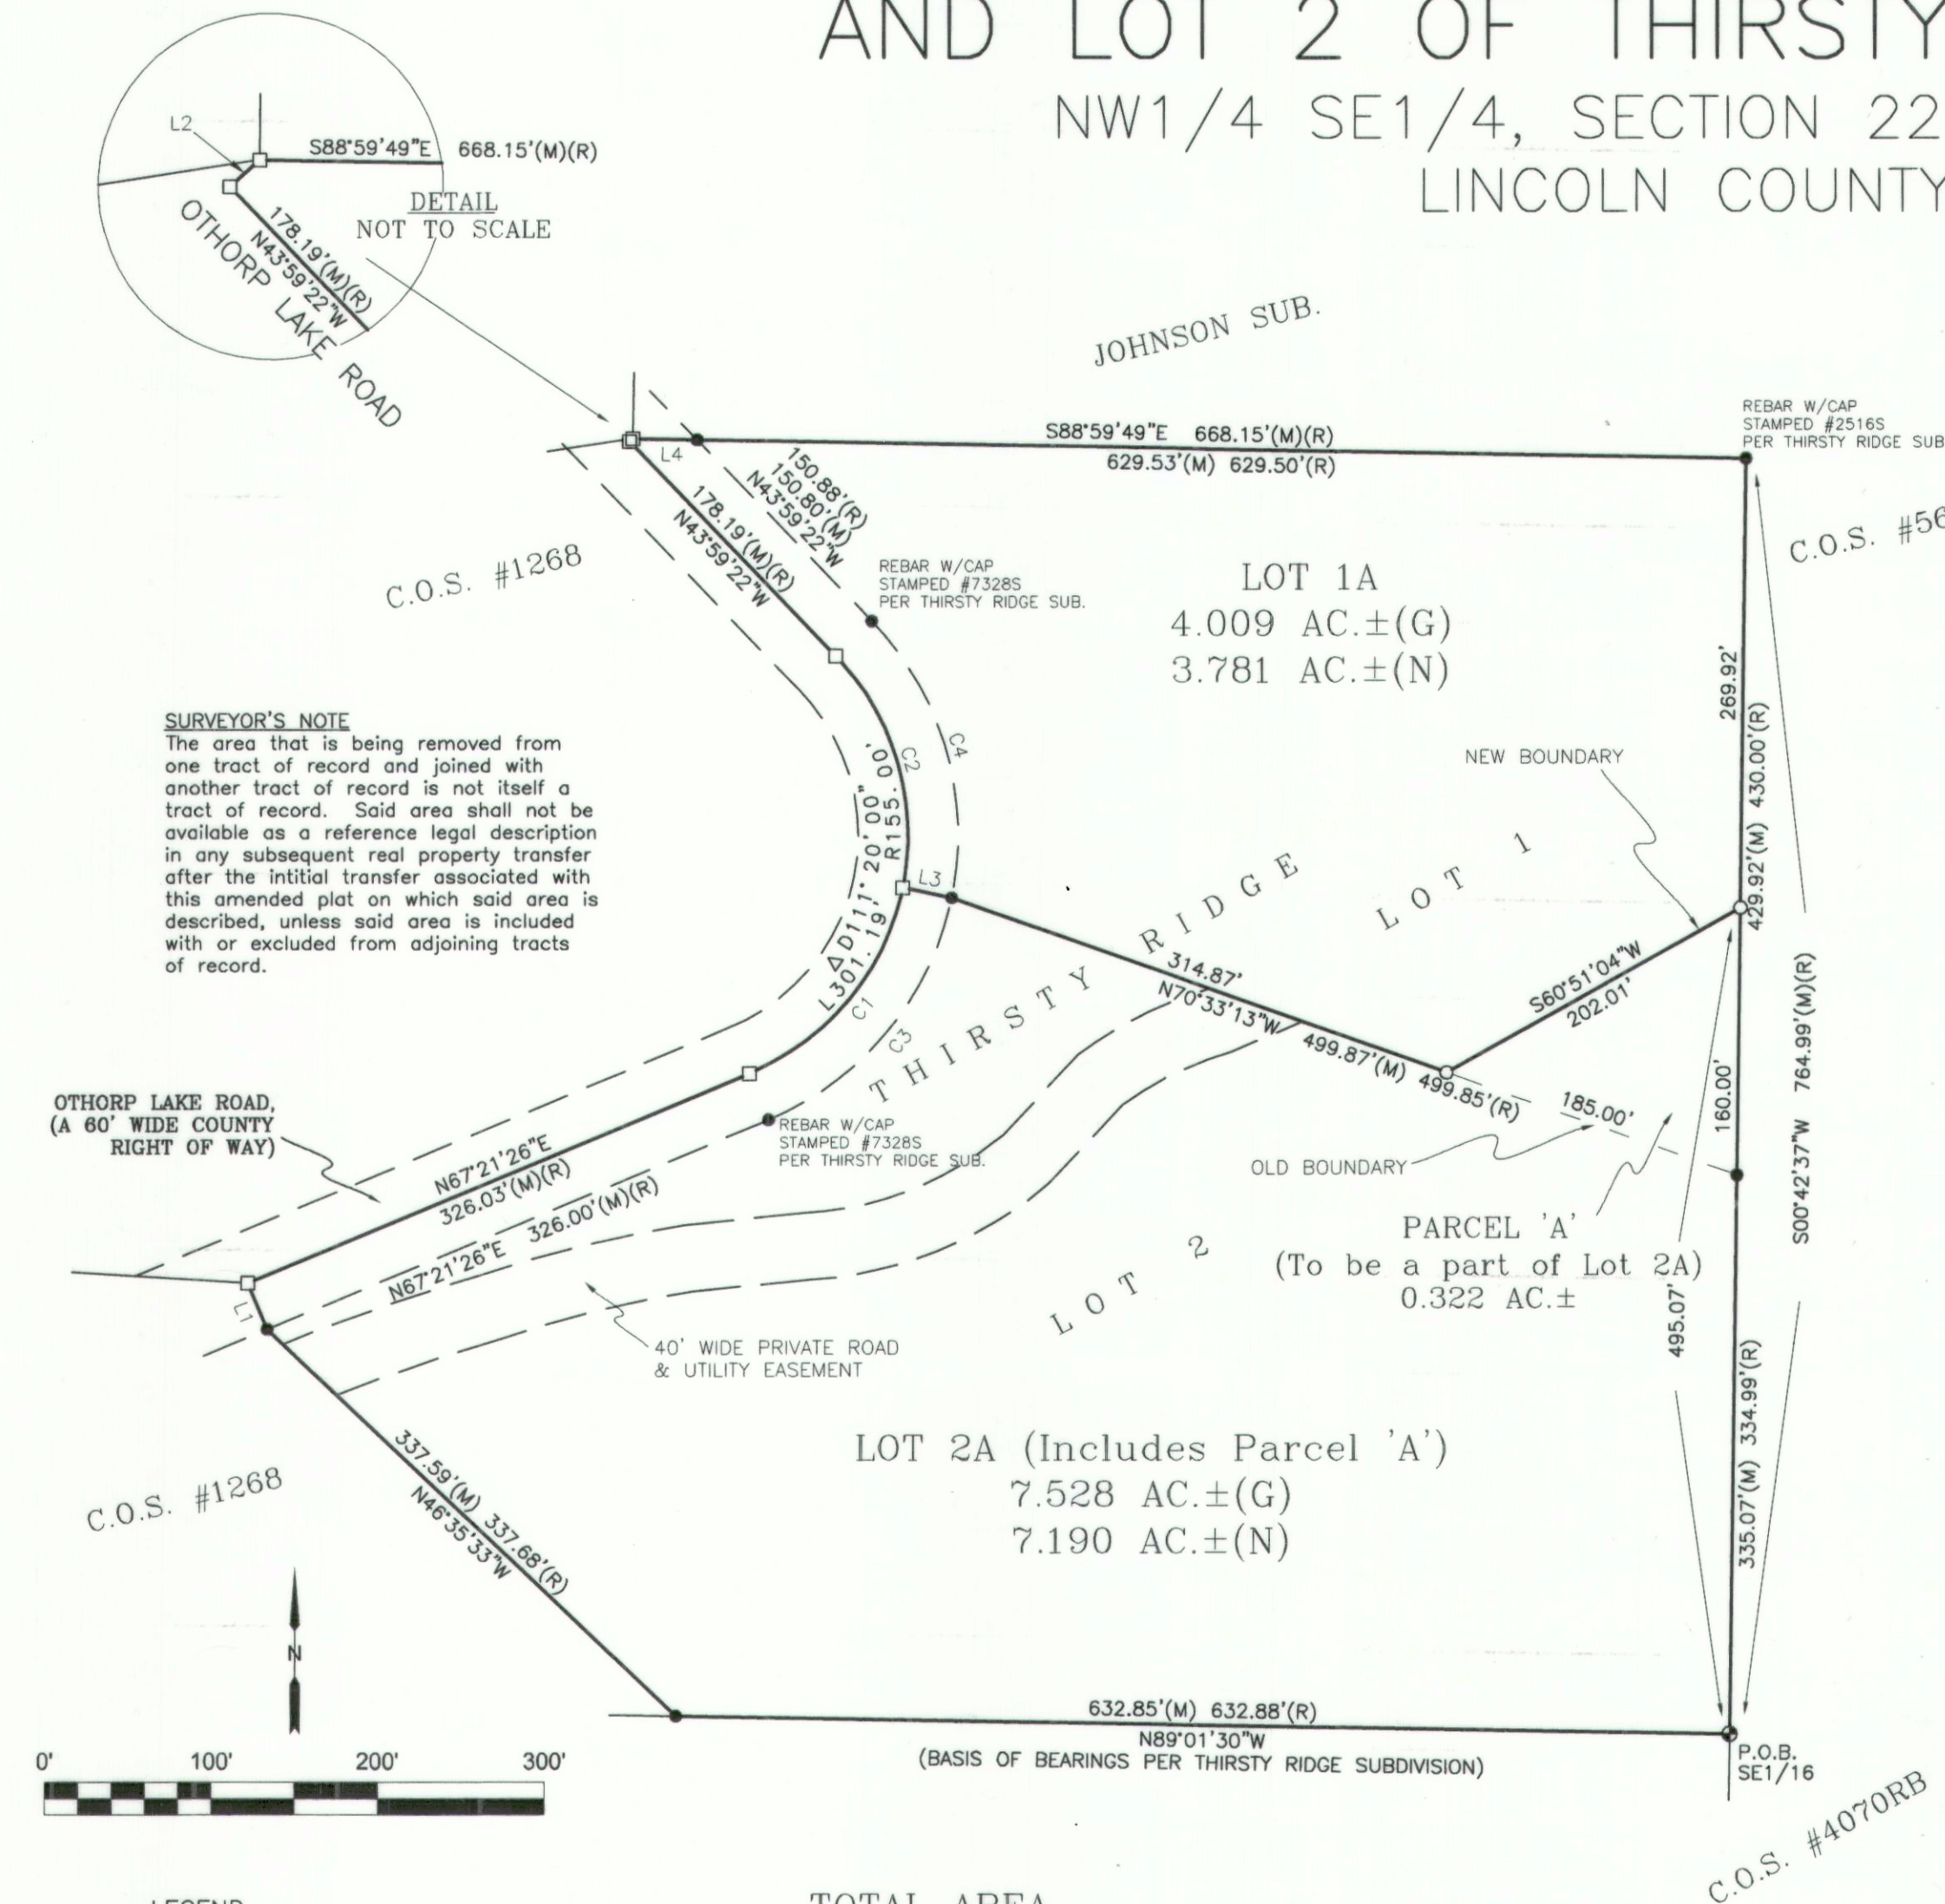 AND LOT 2 OF THIRSTY
NW1/4 SE1/4, SECTION 22
LINCOLN COUNTY
L2
S88°59'49"E 668.15'(M)(R)
DETAIL
NOT TO SCALE
178.19'(M)(R)
N43°59'22"W
OTHORP LAKE ROAD
JOHNSON SUB.
REBAR W/CAP
STAMPED #2516S
PER THIRSTY RIDGE SUB
S88°59'49"E 668.15'(M)(R)
629.53'(M) 629.50'(R)
L4
150.88'(R)
150.80'(M)
N43°59'22"W
178.19'(M)(R)
N43°59'22"W
C.O.S. #56
C.O.S. #1268
REBAR W/CAP
STAMPED #7328S
PER THIRSTY RIDGE SUB.
LOT 1A
4.009 AC.±(G)
3.781 AC.±(N)
269.92'
429.92'(M) 430.00'(R)
SURVEYOR'S NOTE
The area that is being removed from
one tract of record and joined with
another tract of record is not itself a
tract of record. Said area shall not be
available as a reference legal description
in any subsequent real property transfer
after the intitial transfer associated with
this amended plat on which said area is
described, unless said area is included
with or excluded from adjoining tracts
of record.
C2
C4
NEW BOUNDARY
Δ D111°20'00"
R155.00'
L301.19'
L3
C1
C3
THIRSTY RIDGE
LOT 1
314.87'
N70°33'13"W
499.87'(M) 499.85'(R)
S60°51'04"W
202.01'
185.00'
160.00'
S00°42'37"W 764.99'(M)(R)
OTHORP LAKE ROAD,
(A 60' WIDE COUNTY
RIGHT OF WAY)
REBAR W/CAP
STAMPED #7328S
PER THIRSTY RIDGE SUB.
OLD BOUNDARY
N67°21'26"E
326.03'(M)(R)
N67°21'26"E 326.00'(M)(R)
L1
PARCEL 'A'
(To be a part of Lot 2A)
0.322 AC.±
LOT 2
495.07'
40' WIDE PRIVATE ROAD
& UTILITY EASEMENT
335.07'(M) 334.99'(R)
LOT 2A (Includes Parcel 'A')
7.528 AC.±(G)
7.190 AC.±(N)
C.O.S. #1268
337.59'(M) 337.68'(R)
N46°35'33"W
N
632.85'(M) 632.88'(R)
N89°01'30"W
(BASIS OF BEARINGS PER THIRSTY RIDGE SUBDIVISION)
P.O.B.
SE1/16
0' 100' 200' 300'
C.O.S. #4070RB
LEGEND
TOTAL AREA